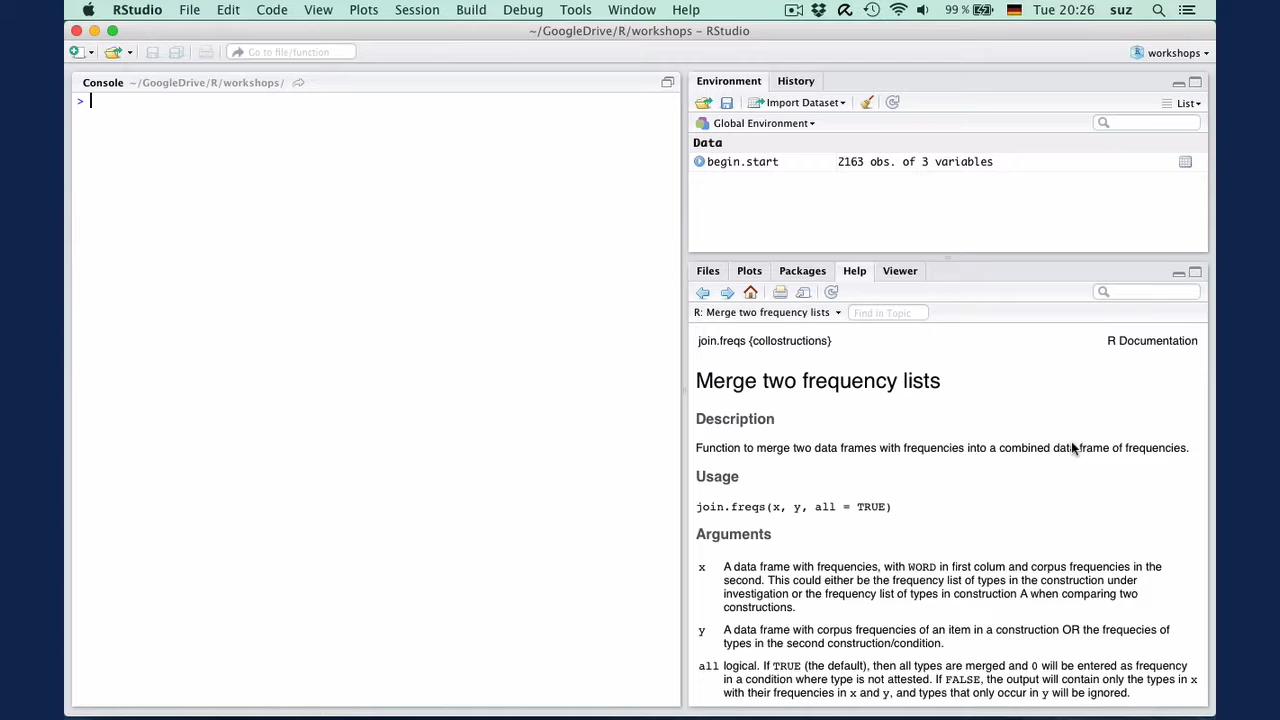 RStudio File Edit Code View Plots Session Build Debug Tools Window Help 99% Tue 20:26 suz
~/GoogleDrive/R/workshops – RStudio
Go to file/function workshops
Console ~/GoogleDrive/R/workshops/
>
Environment History
Import Dataset List
Global Environment
Data
begin.start 2163 obs. of 3 variables
Files Plots Packages Help Viewer
R: Merge two frequency lists Find in Topic
join.freqs {collostructions} R Documentation
Merge two frequency lists
Description
Function to merge two data frames with frequencies into a combined data frame of frequencies.
Usage
join.freqs(x, y, all = TRUE)
Arguments
x A data frame with frequencies, with WORD in first colum and corpus frequencies in the
second. This could either be the frequency list of types in the construction under
investigation or the frequency list of types in construction A when comparing two
constructions.
y A data frame with corpus frequencies of an item in a construction OR the frequecies of
types in the second construction/condition.
all logical. If TRUE (the default), then all types are merged and 0 will be entered as frequency
in a condition where type is not attested. If FALSE, the output will contain only the types in x
with their frequencies in x and y, and types that only occur in y will be ignored.